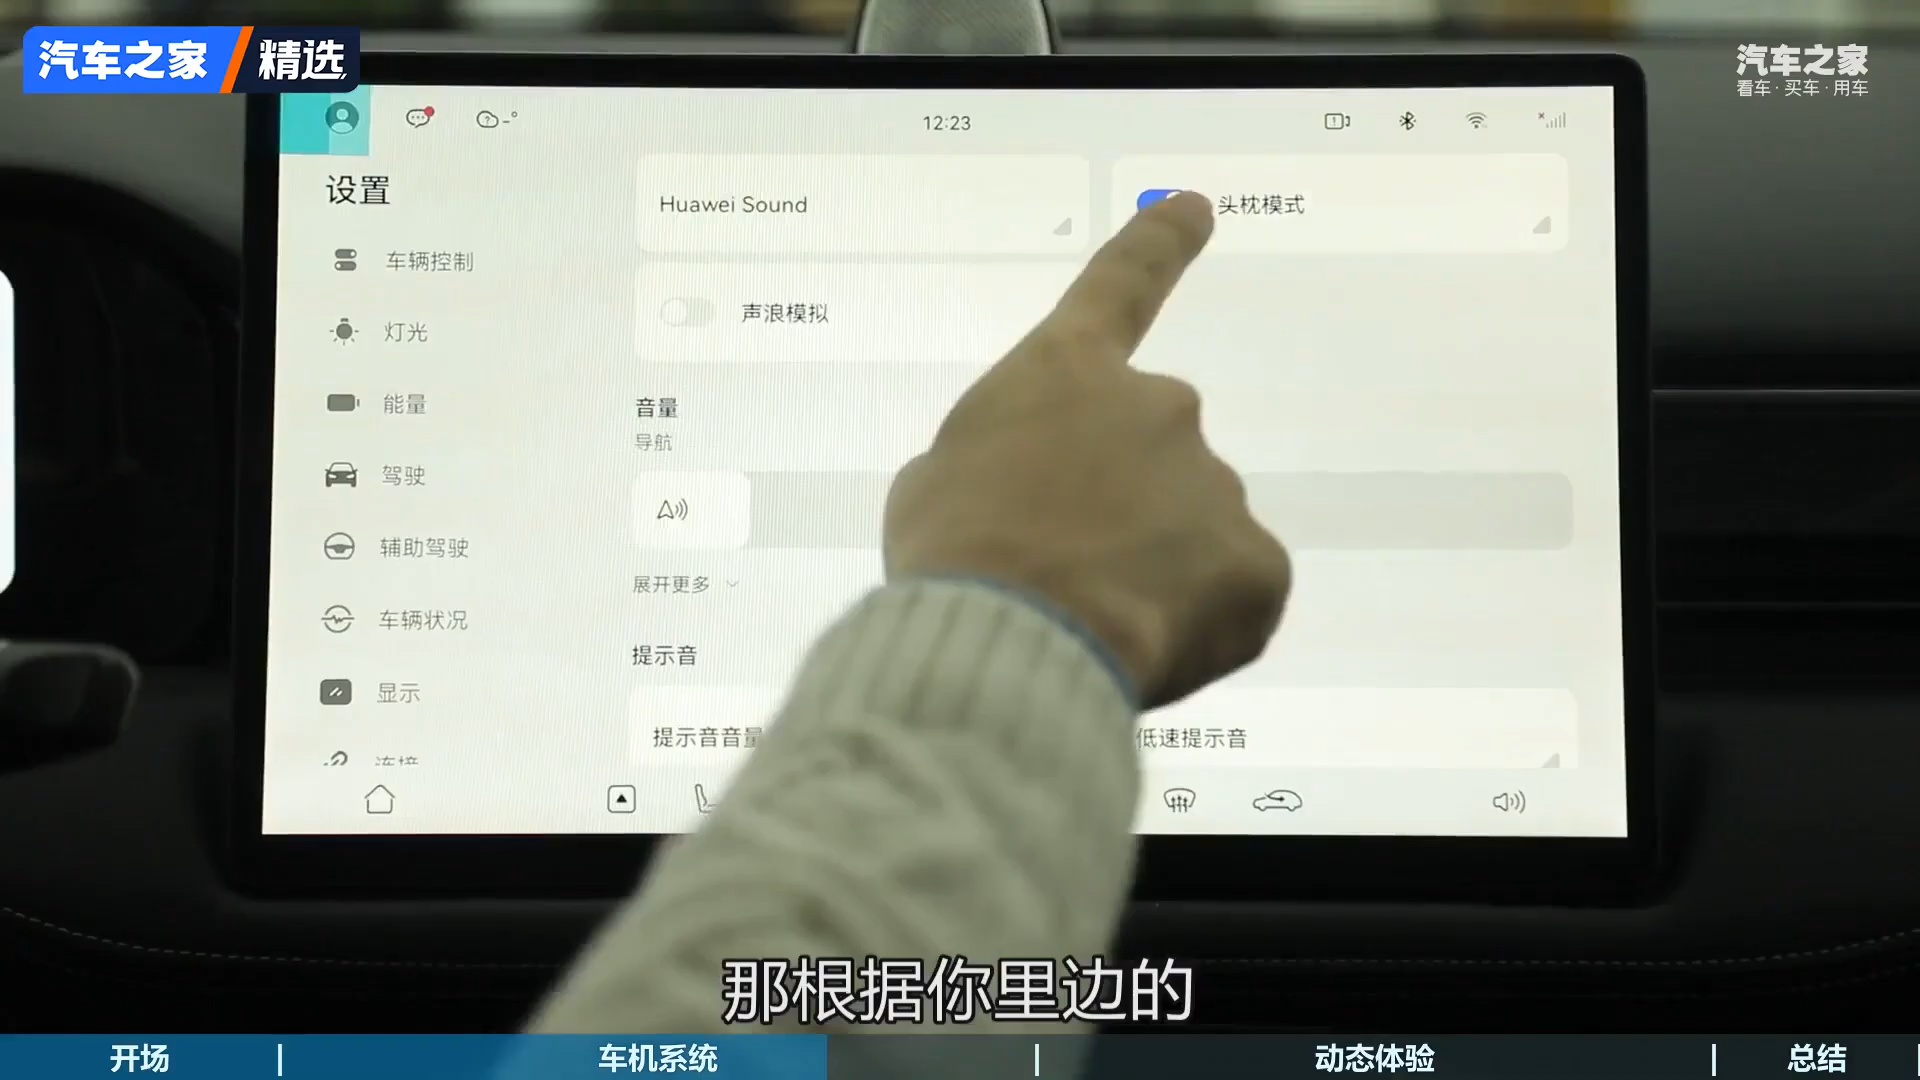 汽车之家 精选
汽车之家
看车·买车·用车
12:23
设置
Huawei Sound
头枕模式
车辆控制
声浪模拟
灯光
能量
音量
导航
驾驶
辅助驾驶
展开更多
车辆状况
提示音
显示
提示音音量
低速提示音
连接
那根据你里边的
开场
车机系统
动态体验
总结